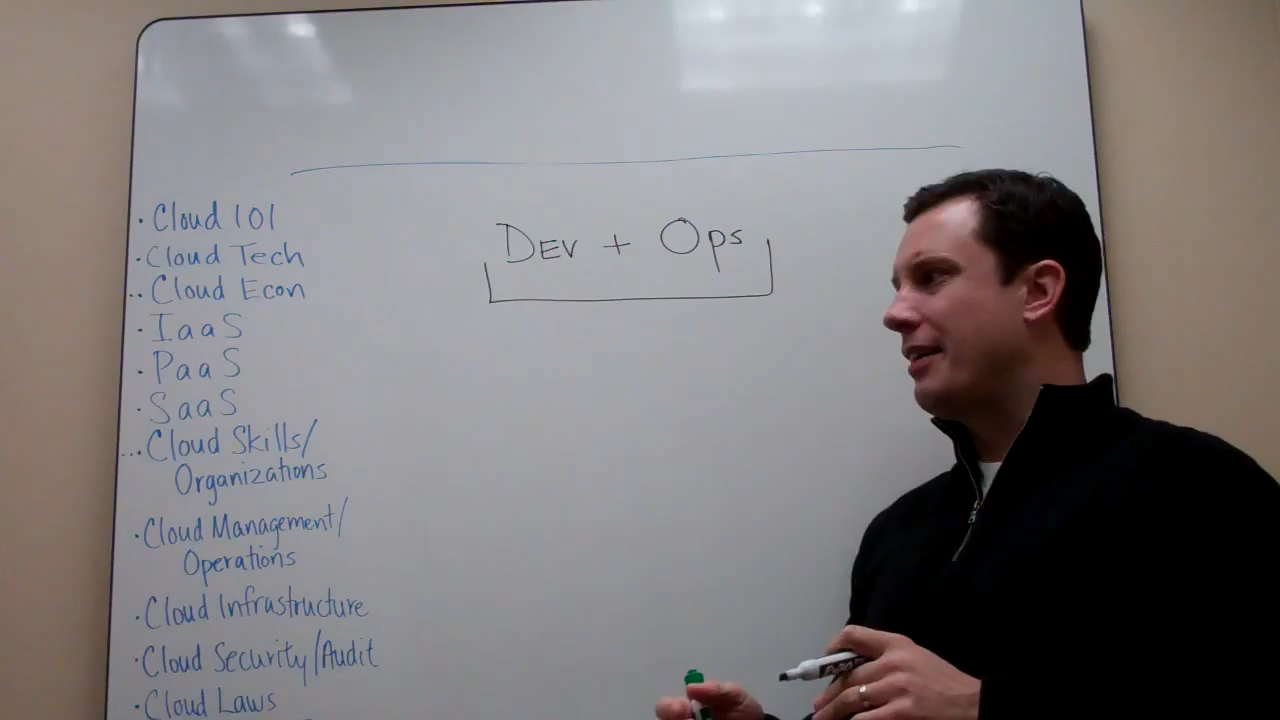 · Cloud 101
· Cloud Tech
·· Cloud Econ
· IaaS
· PaaS
· SaaS
··· Cloud Skills/
Organizations
· Cloud Management/
Operations
· Cloud Infrastructure
· Cloud Security/Audit
Cloud Laws
Dev + Ops